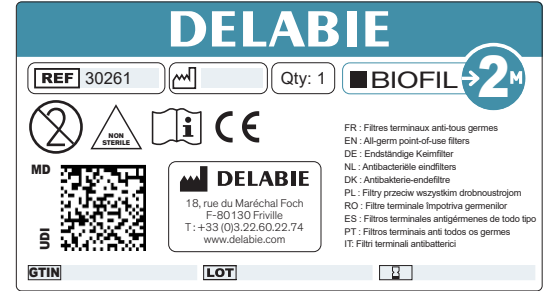 DELABIE
REF 30261
Qty: 1
BIOFIL → 2M
2
NON
STERILE
i
CE
MD
UDI
DELABIE
18, rue du Maréchal Foch
F-80130 Friville
T : +33 (0)3.22.60.22.74
www.delabie.com
FR : Filtres terminaux anti-tous germes
EN : All-germ point-of-use filters
DE : Endständige Keimfilter
NL : Antibacteriële eindfilters
DK : Antibakterie-endefiltre
PL : Filtry przeciw wszystkim drobnoustrojom
RO : Filtre terminale împotriva germenilor
ES : Filtros terminales antigérmenes de todo tipo
PT : Filtros terminais anti todos os germes
IT: Filtri terminali antibatterici
GTIN
LOT